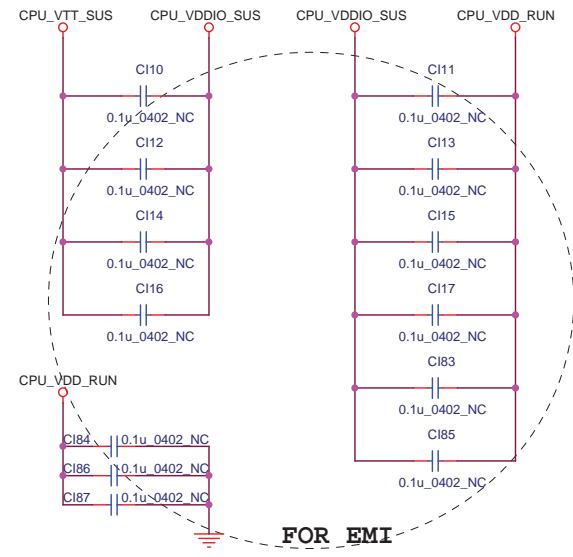 CPU_VTT_SUS CPU_VDDIO_SUS CPU_VDDIO_SUS CPU_VDD_RUN
CI10 CI11
0.1u_0402_NC 0.1u_0402_NC
CI12 CI13
0.1u_0402_NC 0.1u_0402_NC
CI14 CI15
0.1u_0402_NC 0.1u_0402_NC
CI16 CI17
0.1u_0402_NC 0.1u_0402_NC
CPU_VDD_RUN CI83
0.1u_0402_NC
CI84 0.1u_0402_NC CI85
CI86 0.1u_0402_NC
0.1u_0402_NC
CI87 0.1u_0402_NC
FOR EMI